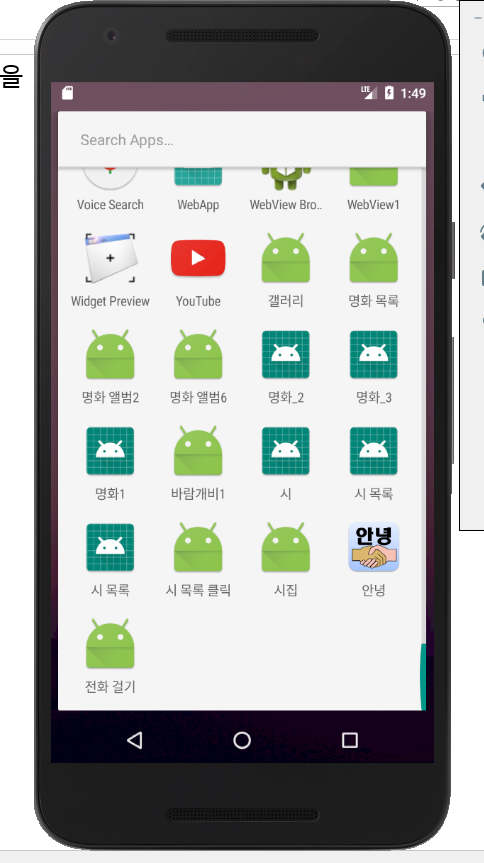 을
LTE 1:49
Search Apps...
Voice Search WebApp WebView Bro.. WebView1
Widget Preview YouTube 갤러리 명화 목록
명화 앨범2 명화 앨범6 명화_2 명화_3
명화1 바람개비1 시 시 목록
안녕
시 목록 시 목록 클릭 시집 안녕
전화 걸기